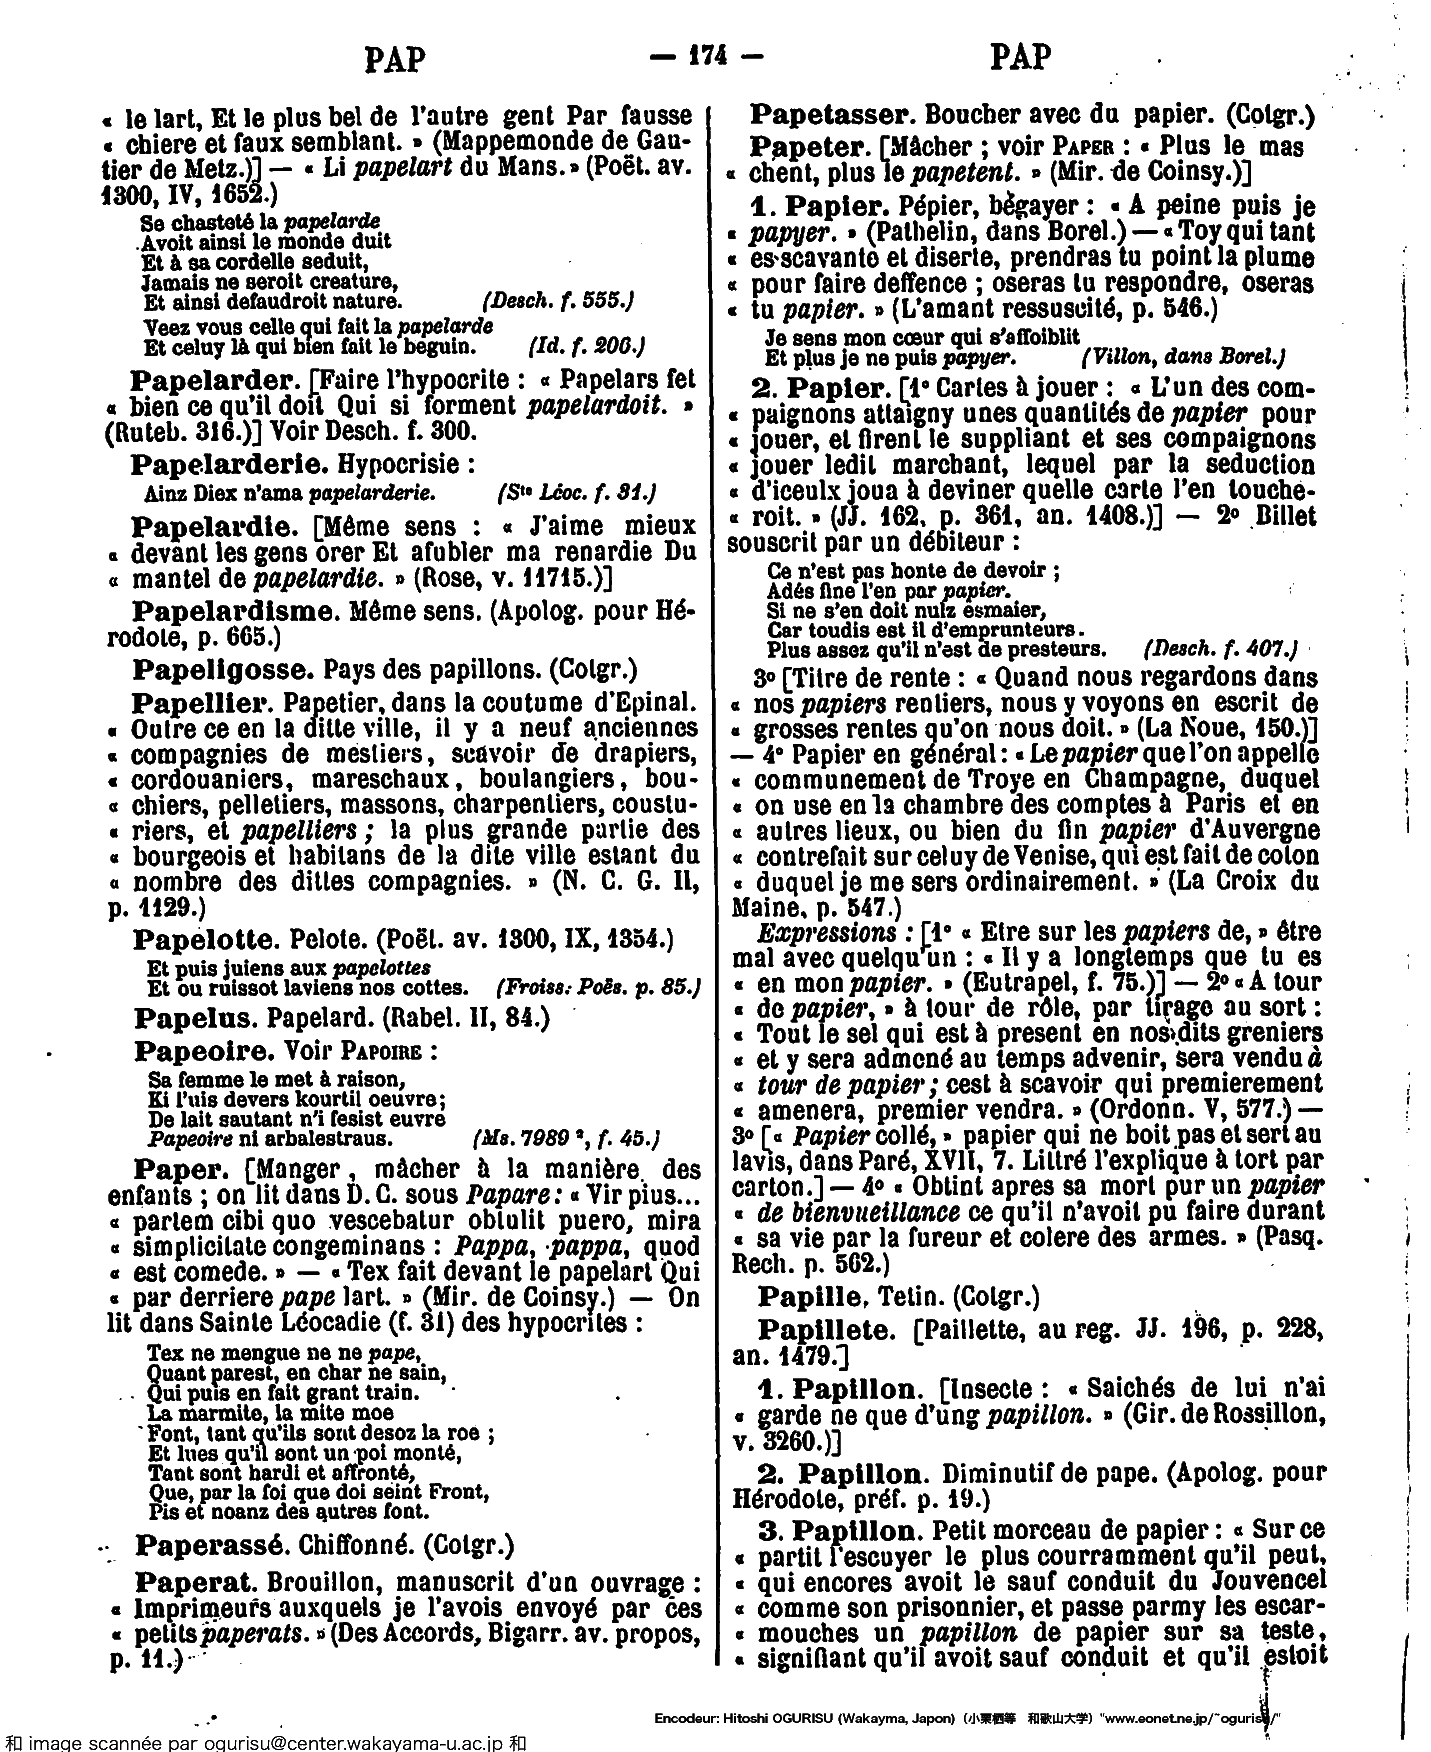 PAP — 174 — PAP
« le lart, Et le plus bel de l'autre gent Par fausse
« chiere et faux semblant. » (Mappemonde de Gau-
tier de Metz.)] — « Li papelart du Mans. » (Poët. av.
1300, IV, 1652.)
Se chasteté la papelarde
Avoit ainsi le monde duit
Et à sa cordelle seduit,
Jamais ne seroit creature,
Et ainsi defaudroit nature. (Desch. f. 555.)
Veez vous celle qui fait la papelarde
Et celuy là qui bien fait le beguin. (Id. f. 206.)
Papelarder. [Faire l'hypocrite : « Papelars fet
« bien ce qu'il doit Qui si forment papelardoit. »
(Ruteb. 316.)] Voir Desch. f. 300.
Papelarderie. Hypocrisie :
Ainz Diex n'ama papelarderie. (Ste Léoc. f. 31.)
Papelardie. [Même sens : « J'aime mieux
« devant les gens orer Et afubler ma renardie Du
« mantel de papelardie. » (Rose, v. 11715.)]
Papelardisme. Même sens. (Apolog. pour Hé-
rodote, p. 665.)
Papeligosse. Pays des papillons. (Cotgr.)
Papellier. Papetier, dans la coutume d'Epinal.
« Outre ce en la ditte ville, il y a neuf anciennes
« compagnies de mestiers, scavoir de drapiers,
« cordouaniers, mareschaux, boulangiers, bou-
« chiers, pelletiers, massons, charpentiers, coustu-
« riers, et papelliers ; la plus grande partie des
« bourgeois et habitans de la dite ville estant du
« nombre des dittes compagnies. » (N. C. G. II,
p. 1129.)
Papelotte. Pelote. (Poët. av. 1300, IX, 1354.)
Et puis juiens aux papelottes
Et ou ruissot laviens nos cottes. (Froiss. Poës. p. 85.)
Papelus. Papelard. (Rabel. II, 84.)
Papeoire. Voir PAPOIRE :
Sa femme le met à raison,
Ki l'uis devers kourtil oeuvre;
De lait sautant n'i fesist euvre
Papeoire ni arbalestraus. (Ms. 7989 ², f. 45.)
Paper. [Manger, mâcher à la manière des
enfants ; on lit dans D. C. sous Papare : « Vir pius...
« partem cibi quo vescebatur obtulit puero, mira
« simplicitate congeminans : Pappa, pappa, quod
« est comede. » — « Tex fait devant le papelart Qui
« par derriere pape lart. » (Mir. de Coinsy.) — On
lit dans Sainte Léocadie (f. 31) des hypocrites :
Tex ne mengue ne ne pape,
Quant parest, en char ne sain,
Qui puis en fait grant train.
La marmite, la mite moe
Font, tant qu'ils sont desoz la roe ;
Et lues qu'il sont un poi monté,
Tant sont hardi et affronté,
Que, par la foi que doi seint Front,
Pis et noanz des autres font.
Paperassé. Chiffonné. (Cotgr.)
Paperat. Brouillon, manuscrit d'un ouvrage :
« Imprimeurs auxquels je l'avois envoyé par ces
« petits paperats. » (Des Accords, Bigarr. av. propos,
p. 11.)
Papetasser. Boucher avec du papier. (Cotgr.)
Papeter. [Mâcher ; voir PAPER : « Plus le mas
« chent, plus le papetent. » (Mir. de Coinsy.)]
1. Papier. Pépier, bègayer : « A peine puis je
« papyer. » (Pathelin, dans Borel.) — « Toy qui tant
« es scavante et diserte, prendras tu point la plume
« pour faire deffence ; oseras tu respondre, oseras
« tu papier. » (L'amant ressuscité, p. 546.)
Je sens mon cœur qui s'affoiblit
Et plus je ne puis papyer. (Villon, dans Borel.)
2. Papier. [1° Cartes à jouer : « L'un des com-
« paignons attaigny unes quantités de papier pour
« jouer, et firent le suppliant et ses compaignons
« jouer ledit marchant, lequel par la seduction
« d'iceulx joua à deviner quelle carte l'en touche-
« roit. » (JJ. 162, p. 361, an. 1408.)] — 2° Billet
souscrit par un débiteur :
Ce n'est pas honte de devoir ;
Adés fine l'en par papier.
Si ne s'en doit nulz esmaier,
Car toudis est il d'emprunteurs.
Plus assez qu'il n'est de presteurs. (Desch. f. 407.)
3° [Titre de rente : « Quand nous regardons dans
« nos papiers rentiers, nous y voyons en escrit de
« grosses rentes qu'on nous doit. » (La Noue, 150.)]
— 4° Papier en général : « Le papier que l'on appelle
« communement de Troye en Champagne, duquel
« on use en la chambre des comptes à Paris et en
« autres lieux, ou bien du fin papier d'Auvergne
« contrefait sur celuy de Venise, qui est fait de coton
« duquel je me sers ordinairement. » (La Croix du
Maine, p. 547.)
Expressions : [1° « Etre sur les papiers de, » être
mal avec quelqu'un : « Il y a longtemps que tu es
« en mon papier. » (Eutrapel, f. 75.)] — 2° « A tour
« de papier, » à tour de rôle, par tirage au sort :
« Tout le sel qui est à present en nosdits greniers
« et y sera admené au temps advenir, sera vendu à
« tour de papier ; cest à scavoir qui premierement
« amenera, premier vendra. » (Ordonn. V, 577.) —
3° [« Papier collé, » papier qui ne boit pas et sert au
lavis, dans Paré, XVII, 7. Littré l'explique à tort par
carton.] — 4° « Obtint apres sa mort pur un papier
« de bienvueillance ce qu'il n'avoit pu faire durant
« sa vie par la fureur et colere des armes. » (Pasq.
Rech. p. 562.)
Papille. Tetin. (Cotgr.)
Papillete. [Paillette, au reg. JJ. 196, p. 228,
an. 1479.]
1. Papillon. [Insecte : « Saichés de lui n'ai
« garde ne que d'ung papillon. » (Gir. de Rossillon,
v. 3260.)]
2. Papillon. Diminutif de pape. (Apolog. pour
Hérodote, préf. p. 19.)
3. Papillon. Petit morceau de papier : « Sur ce
« partit l'escuyer le plus courramment qu'il peut,
« qui encores avoit le sauf conduit du Jouvencel
« comme son prisonnier, et passe parmy les escar-
« mouches un papillon de papier sur sa teste,
« signifiant qu'il avoit sauf conduit et qu'il estoit
Encodeur: Hitoshi OGURISU (Wakayma, Japon) (小栗栖等 和歌山大学) "www.eonet.ne.jp/~ogurisu/"
和 image scannée par ogurisu@center.wakayama-u.ac.jp 和